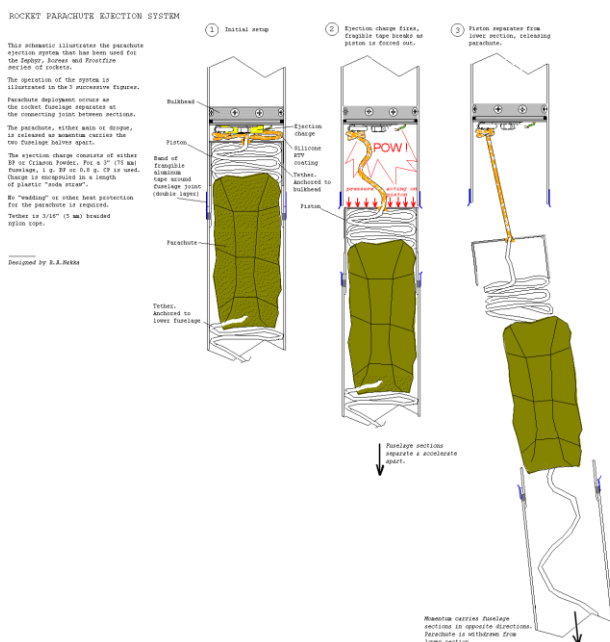 ROCKET PARACHUTE EJECTION SYSTEM
This schematic illustrates the parachute
ejection system that has been used for
the Zephyr, Boreas and Frostfire
series of rockets.
The operation of the system is
illustrated in the 3 successive figures.
Parachute deployment occurs as
the rocket fuselage separates at
the connecting joint between sections.
The parachute, either main or drogue,
is released as momentum carries the
two fuselage halves apart.
The ejection charge consists of either
BP or Crimson Powder. For a 3" (75 mm)
fuselage, 1 g. BP or 0.8 g. CP is used.
Charge is encapsulated in a length
of plastic "soda straw".
No "wadding" or other heat protection
for the parachute is required.
Tether is 3/16" (5 mm) braided
nylon rope.
Designed by R.A.Nakka
1 Initial setup
Bulkhead
Piston
Band of
frangible
aluminum
tape around
fuselage joint
(double layer)
Parachute
Tether.
Anchored to
lower fuselage
Ejection
charge
Silicone
RTV
coating
Tether.
Anchored to
bulkhead
Piston
2 Ejection charge fires,
fragible tape breaks as
piston is forced out.
POW !
pressure acting on
piston
Fuselage sections
separate & accelerate
apart.
3 Piston separates from
lower section, releasing
parachute.
Momentum carries fuselage
sections in opposite directions.
Parachute is withdrawn from
lower section.